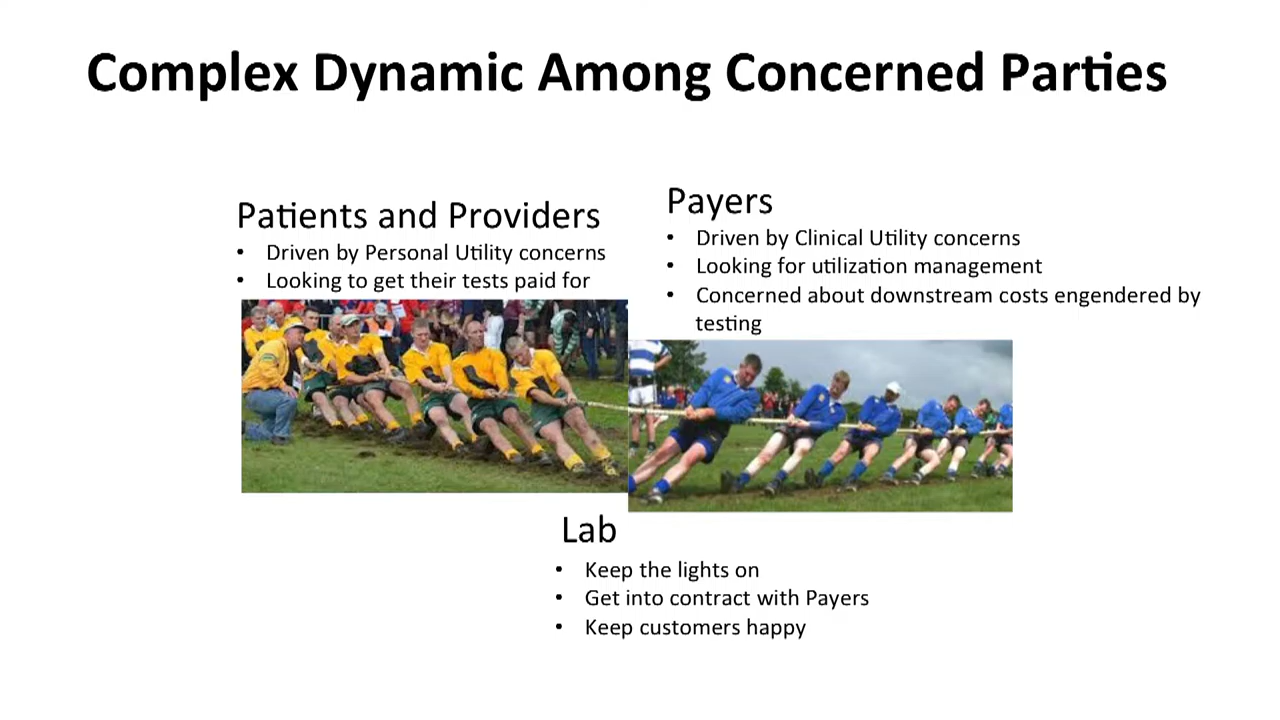 Complex Dynamic Among Concerned Parties
Patients and Providers
• Driven by Personal Utility concerns
• Looking to get their tests paid for
Payers
• Driven by Clinical Utility concerns
• Looking for utilization management
• Concerned about downstream costs engendered by
testing
Lab
• Keep the lights on
• Get into contract with Payers
• Keep customers happy